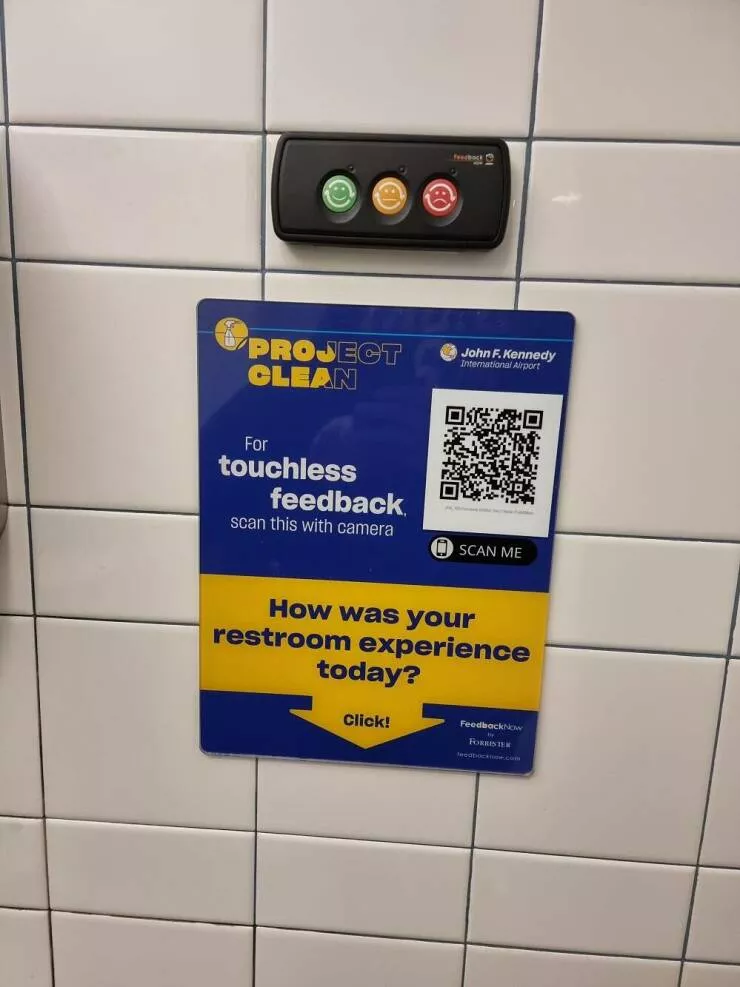 Feedback
NOW
PROJECT
CLEAN
John F. Kennedy
International Airport
For
touchless
feedback,
scan this with camera
SCAN ME
How was your
restroom experience
today?
Click!
FeedbackNow
by
FORRESTER
feedbacknow.com